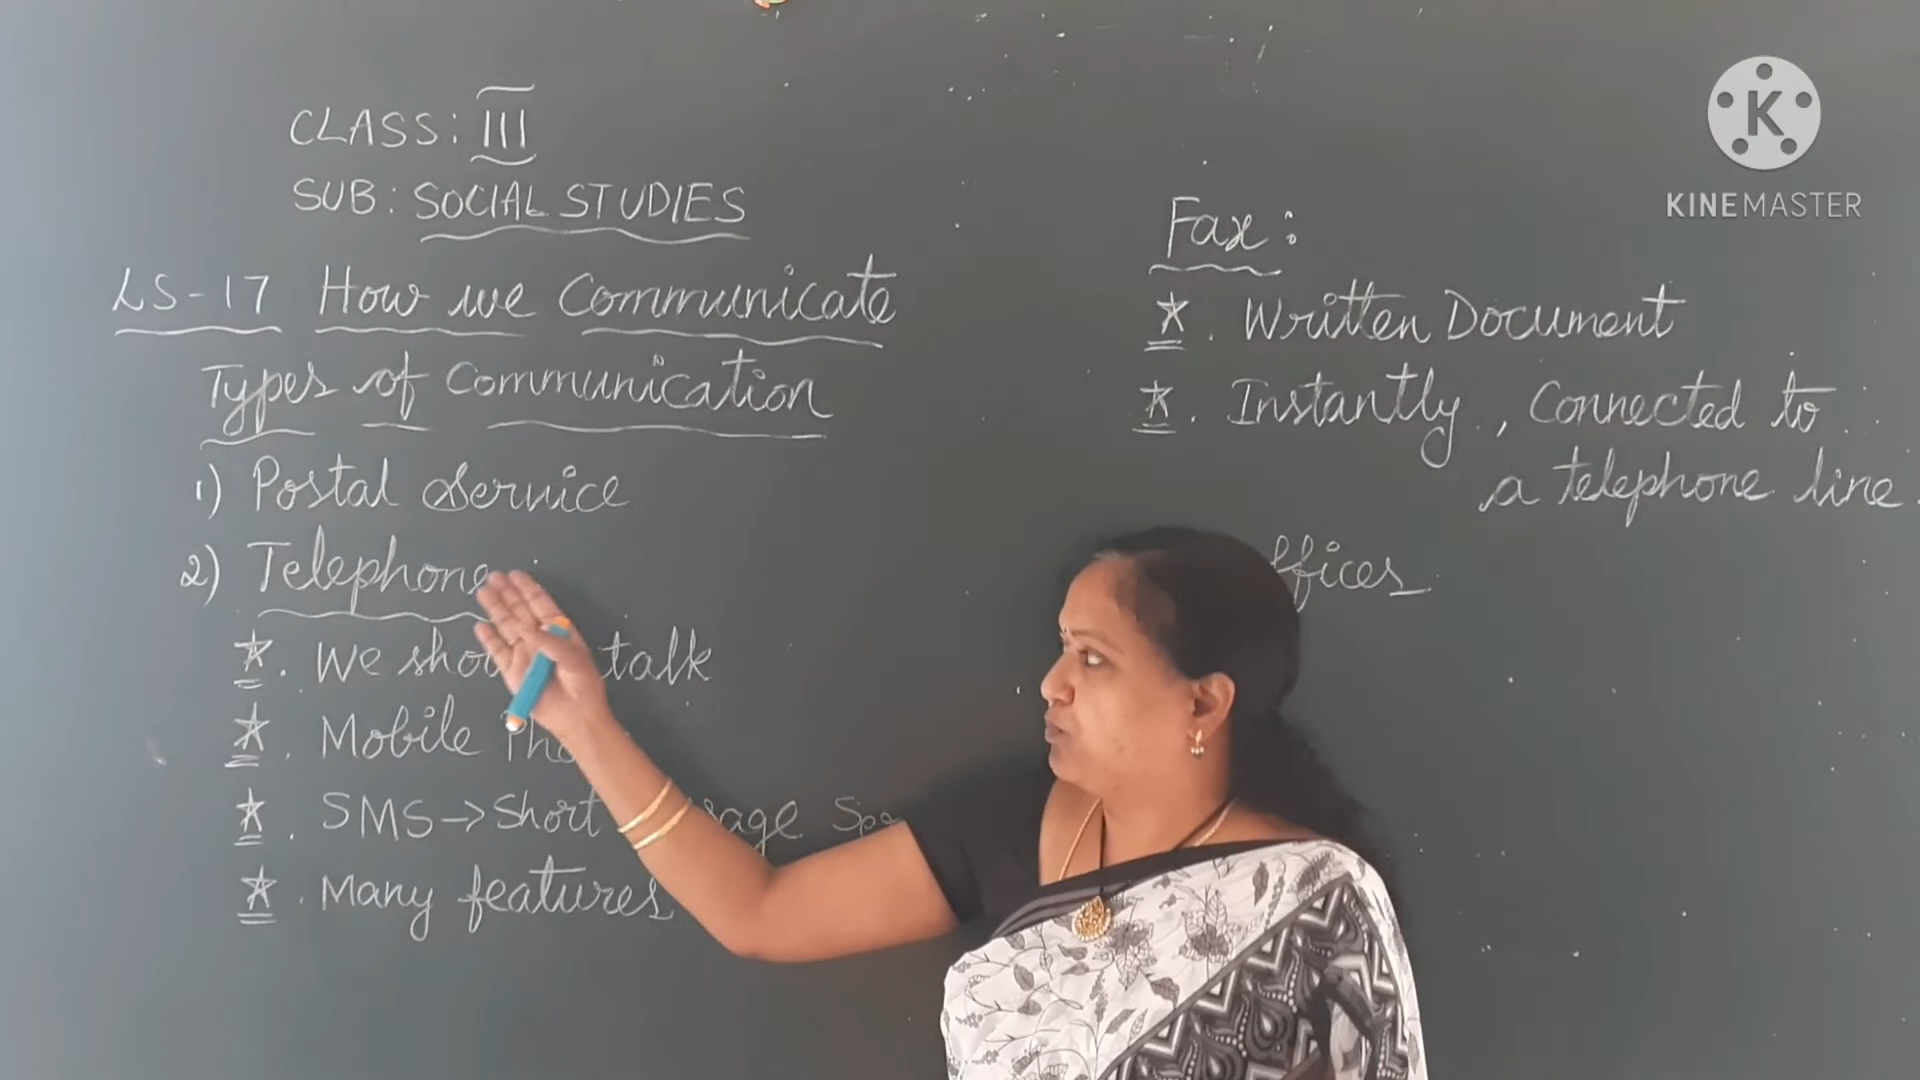 CLASS: III
SUB: SOCIAL STUDIES
LS-17 How we Communicate
Types of Communication
1) Postal Service
2) Telephone
★. We talk
★. Mobile
★. SMS → Short
★. Many features
Fax:
★. Written Document
★. Instantly, Connected to
a telephone line.
KINEMASTER